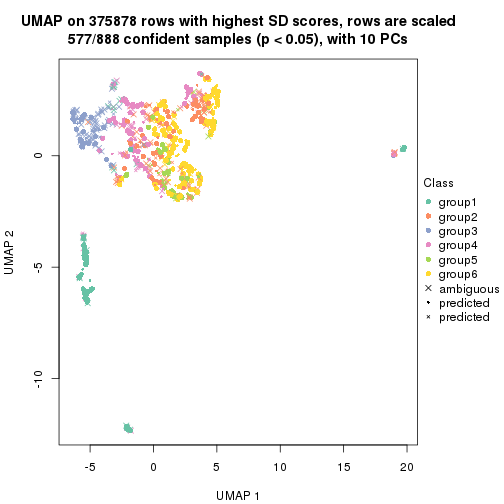 UMAP on 375878 rows with highest SD scores, rows are scaled
577/888 confident samples (p < 0.05), with 10 PCs
0
-5
-10
UMAP 2
-5
0
5
10
15
20
UMAP 1
Class
group1
group2
group3
group4
group5
group6
ambiguous
predicted
predicted